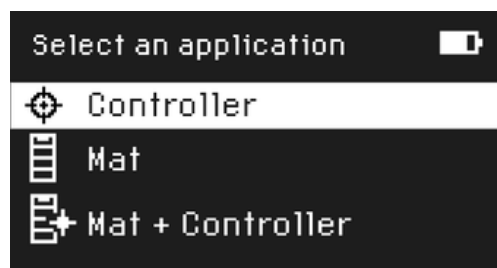 Select an application
Controller
Mat
Mat + Controller